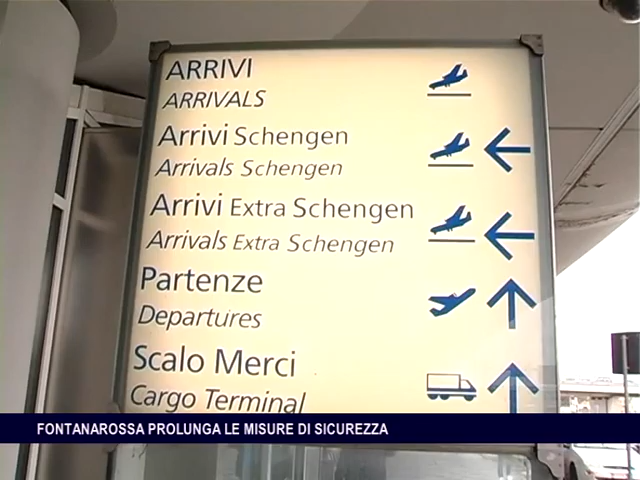 ARRIVI
ARRIVALS
Arrivi Schengen
Arrivals Schengen
Arrivi Extra Schengen
Arrivals Extra Schengen
Partenze
Departures
Scalo Merci
Cargo Terminal
FONTANAROSSA PROLUNGA LE MISURE DI SICUREZZA